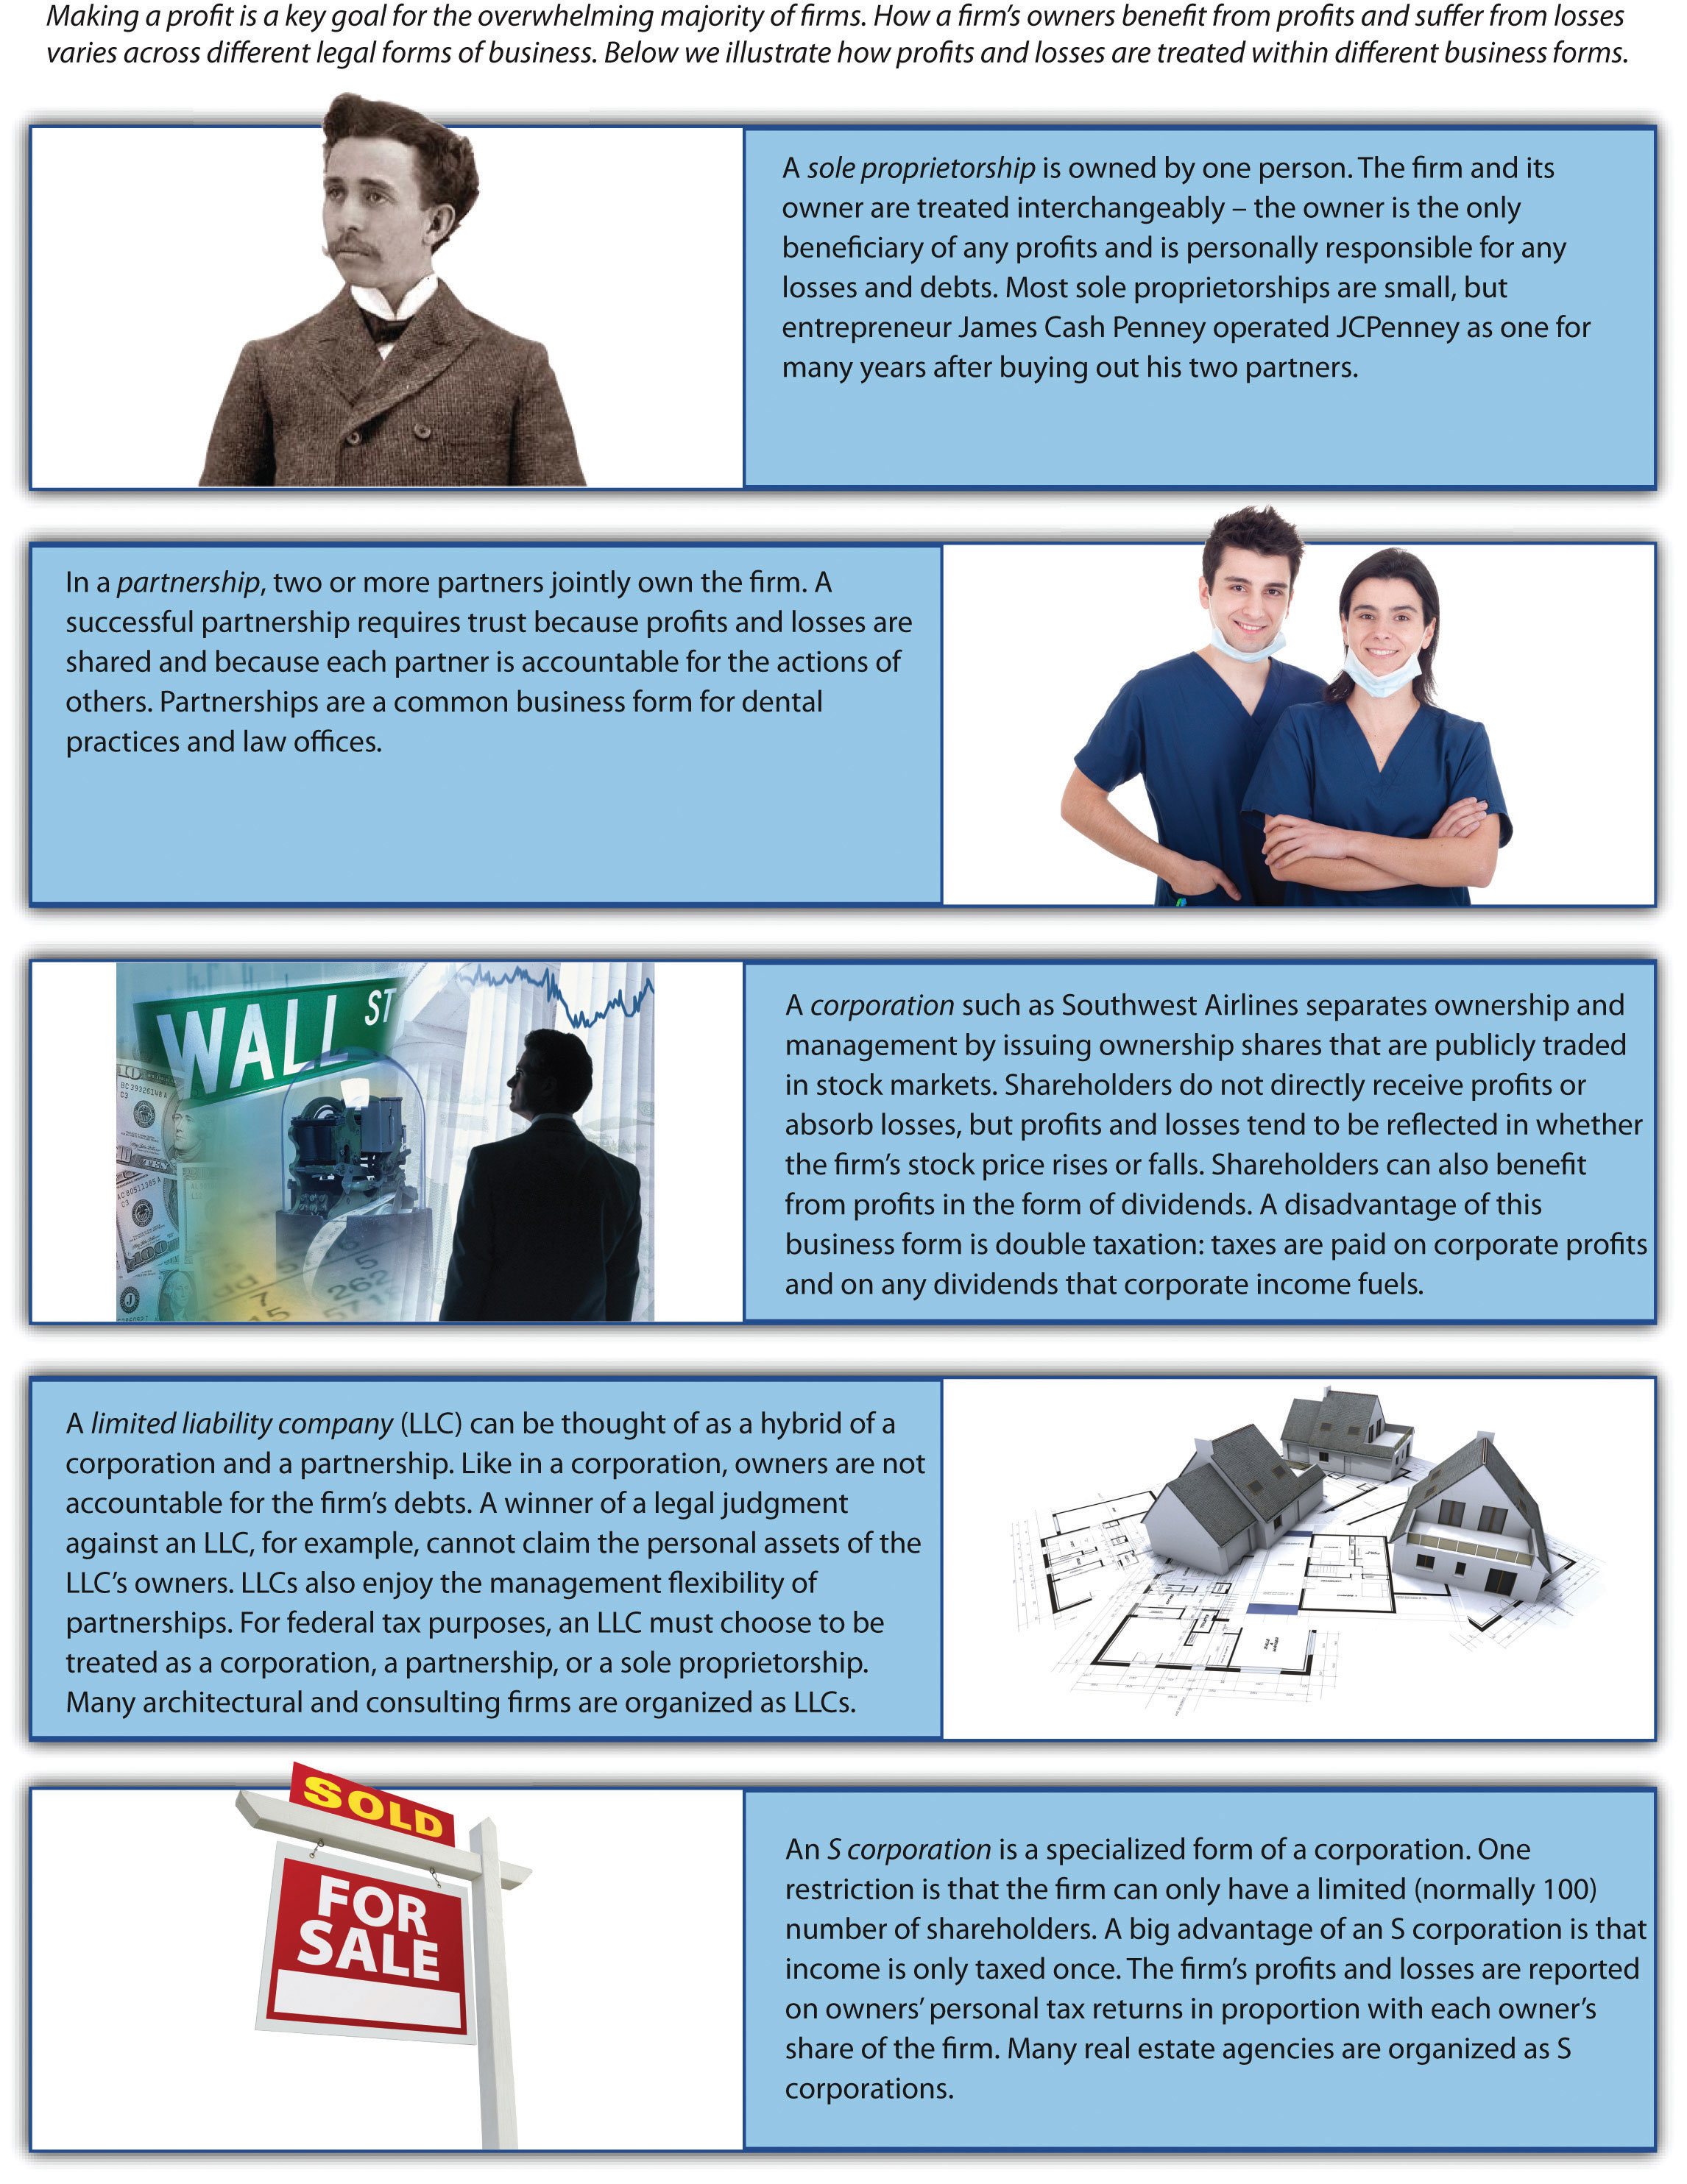 Making a profit is a key goal for the overwhelming majority of firms. How a firm's owners benefit from profits and suffer from losses
varies across different legal forms of business. Below we illustrate how profits and losses are treated within different business forms.
A sole proprietorship is owned by one person. The firm and its
owner are treated interchangeably – the owner is the only
beneficiary of any profits and is personally responsible for any
losses and debts. Most sole proprietorships are small, but
entrepreneur James Cash Penney operated JCPenney as one for
many years after buying out his two partners.
In a partnership, two or more partners jointly own the firm. A
successful partnership requires trust because profits and losses are
shared and because each partner is accountable for the actions of
others. Partnerships are a common business form for dental
practices and law offices.
WALL ST
A corporation such as Southwest Airlines separates ownership and
management by issuing ownership shares that are publicly traded
in stock markets. Shareholders do not directly receive profits or
absorb losses, but profits and losses tend to be reflected in whether
the firm's stock price rises or falls. Shareholders can also benefit
from profits in the form of dividends. A disadvantage of this
business form is double taxation: taxes are paid on corporate profits
and on any dividends that corporate income fuels.
A limited liability company (LLC) can be thought of as a hybrid of a
corporation and a partnership. Like in a corporation, owners are not
accountable for the firm's debts. A winner of a legal judgment
against an LLC, for example, cannot claim the personal assets of the
LLC's owners. LLCs also enjoy the management flexibility of
partnerships. For federal tax purposes, an LLC must choose to be
treated as a corporation, a partnership, or a sole proprietorship.
Many architectural and consulting firms are organized as LLCs.
SOLD
FOR
SALE
An S corporation is a specialized form of a corporation. One
restriction is that the firm can only have a limited (normally 100)
number of shareholders. A big advantage of an S corporation is that
income is only taxed once. The firm's profits and losses are reported
on owners' personal tax returns in proportion with each owner's
share of the firm. Many real estate agencies are organized as S
corporations.